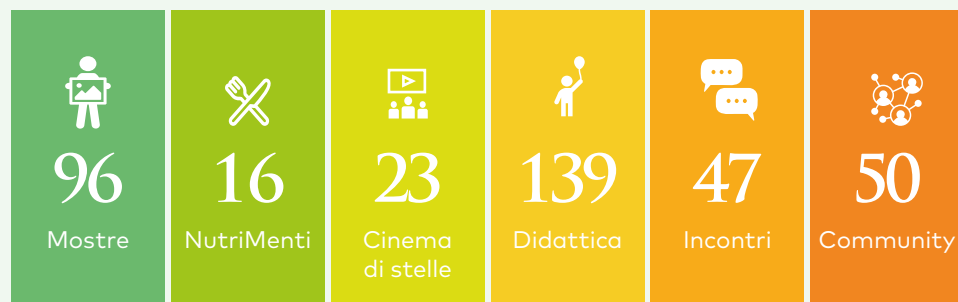 96
Mostre
16
NutriMenti
23
Cinema
di stelle
139
Didattica
47
Incontri
50
Community